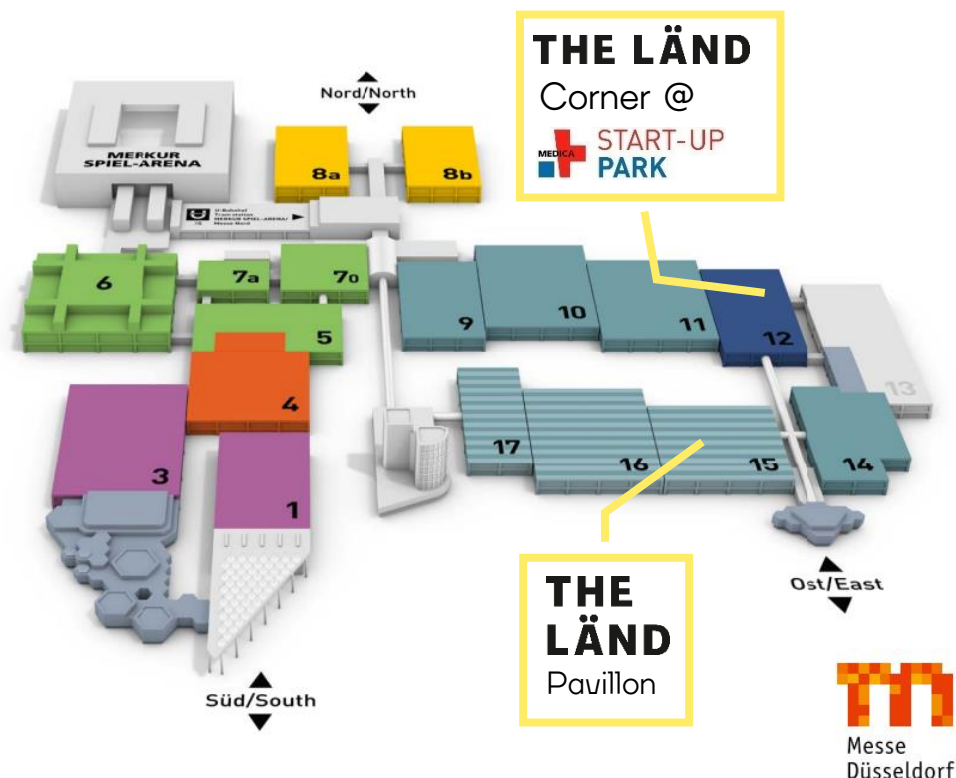 THE LÄND
Corner @
MEDICA
START-UP
PARK
Nord/North
MERKUR
SPIEL-ARENA
8a
8b
U-Bahnhof
Train station
MERKUR SPIEL-ARENA/
Messe Nord
6
7a
70
5
9
10
11
12
13
4
3
1
17
16
15
14
Ost/East
THE
LÄND
Pavillon
Süd/South
Messe
Düsseldorf